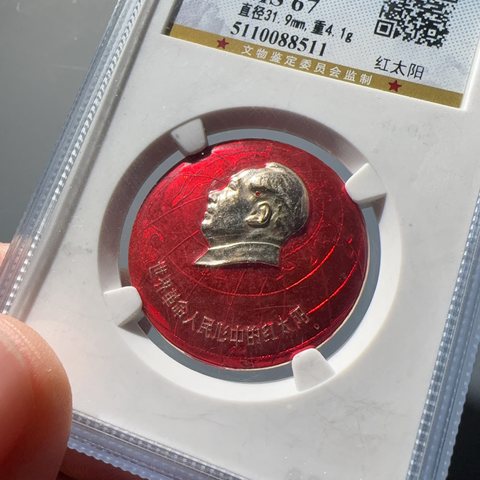 MS 67
直径31.9mm,重4.1g
5110088511
红太阳
★文物鉴定委员会监制★
世界革命人民心中的红太阳